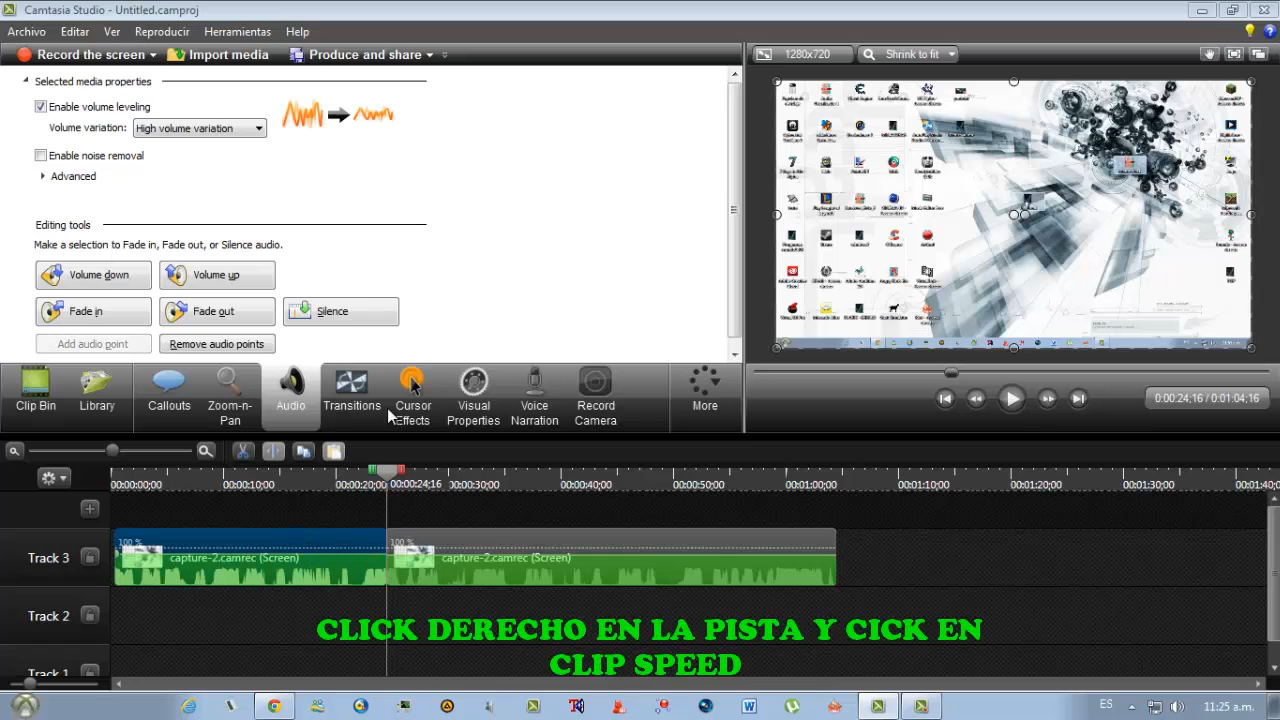 Camtasia Studio - Untitled.camproj
Archivo Editar Ver Reproducir Herramientas Help
Record the screen Import media Produce and share
1280x720 Shrink to fit
Selected media properties
Enable volume leveling
Volume variation: High volume variation
Enable noise removal
Advanced
Editing tools
Make a selection to Fade in, Fade out, or Silence audio.
Volume down Volume up
Fade in Fade out Silence
Add audio point Remove audio points
Clip Bin Library Callouts Zoom-n-Pan Audio Transitions Cursor Effects Visual Properties Voice Narration Record Camera More
0:00:24;16 / 0:01:04;16
00:00:00;00 00:00:10;00 00:00:20;00 00:00:24;16 00:00:30;00 00:00:40;00 00:00:50;00 00:01:00;00 00:01:10;00 00:01:20;00 00:01:30;00 00:01:40;0
100 % 100 %
Track 3 capture-2.camrec (Screen) capture-2.camrec (Screen)
Track 2
CLICK DERECHO EN LA PISTA Y CICK EN
CLIP SPEED
Track 1
ES 11:25 a.m.